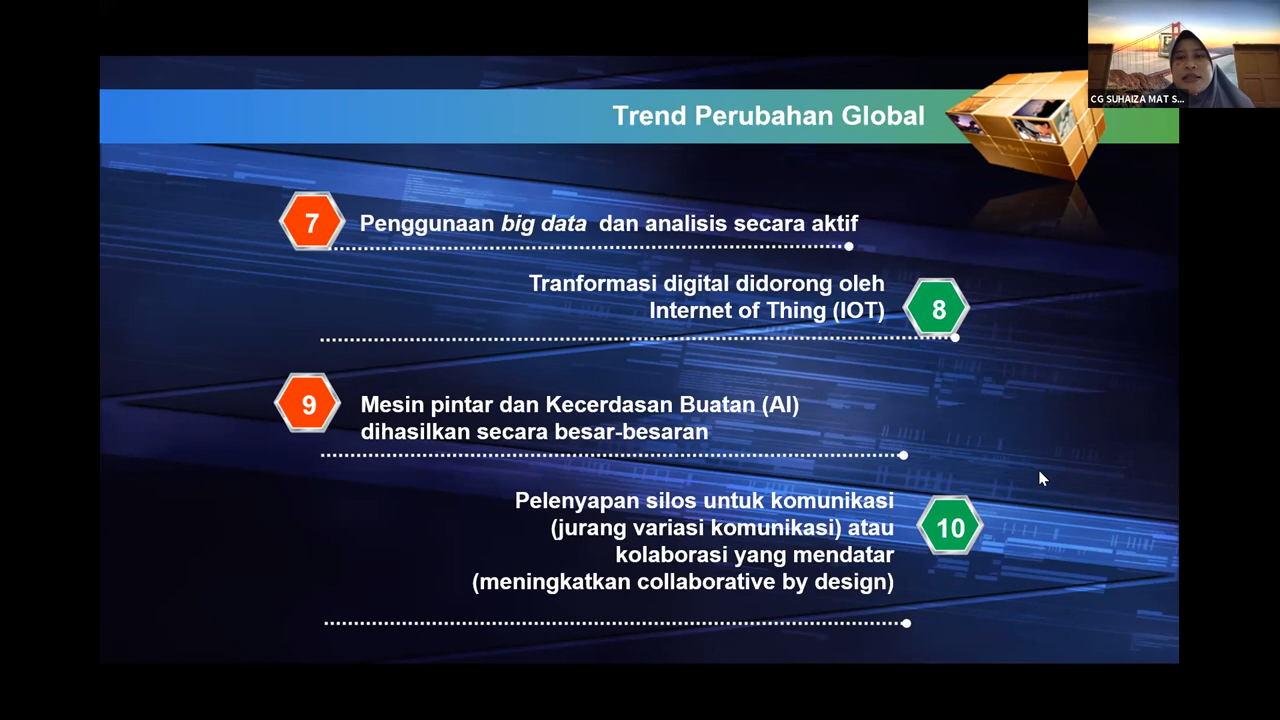 CG SUHAIZA MAT S...
Trend Perubahan Global
7
Penggunaan big data dan analisis secara aktif
Tranformasi digital didorong oleh
Internet of Thing (IOT)
8
9
Mesin pintar dan Kecerdasan Buatan (AI)
dihasilkan secara besar-besaran
Pelenyapan silos untuk komunikasi
(jurang variasi komunikasi) atau
kolaborasi yang mendatar
(meningkatkan collaborative by design)
10